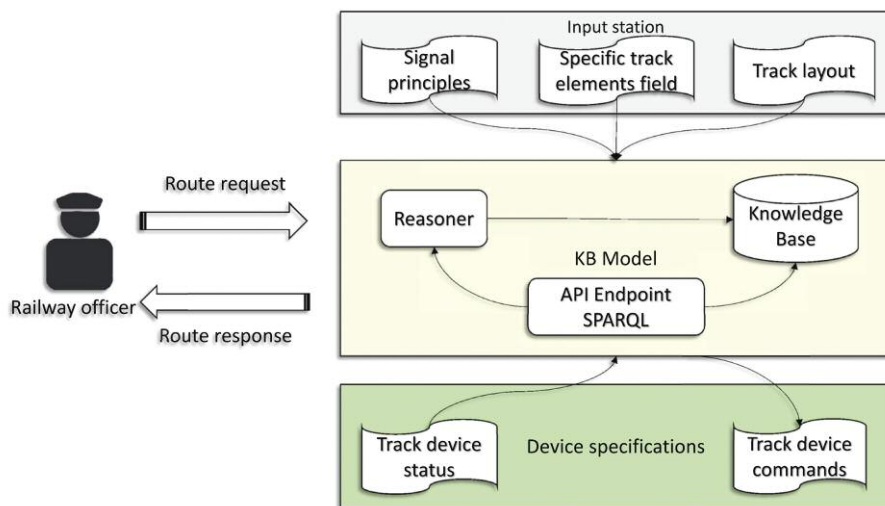 Input station
Signal
principles
Specific track
elements field
Track layout
Route request
Railway officer
Route response
Reasoner
Knowledge
Base
KB Model
API Endpoint
SPARQL
Track device
status
Device specifications
Track device
commands